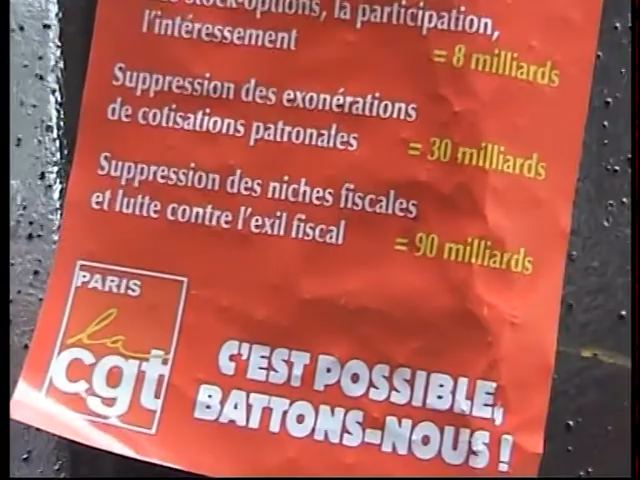 stock-options, la participation,
l'intéressement
= 8 milliards
Suppression des exonérations
de cotisations patronales
= 30 milliards
Suppression des niches fiscales
et lutte contre l'exil fiscal
= 90 milliards
PARIS
la
cgt
C'EST POSSIBLE,
BATTONS-NOUS !